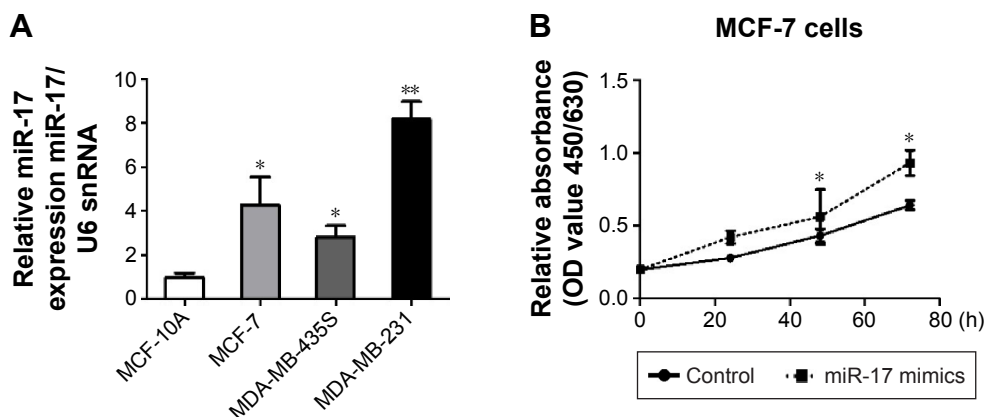 A
Relative miR-17
expression miR-17/
U6 snRNA
10
8
6
4
2
0
*
*
**
MCF-10A
MCF-7
MDA-MB-435S
MDA-MB-231
B
MCF-7 cells
Relative absorbance
(OD value 450/630)
1.5
1.0
0.5
0.0
*
*
0 20 40 60 80 (h)
Control miR-17 mimics